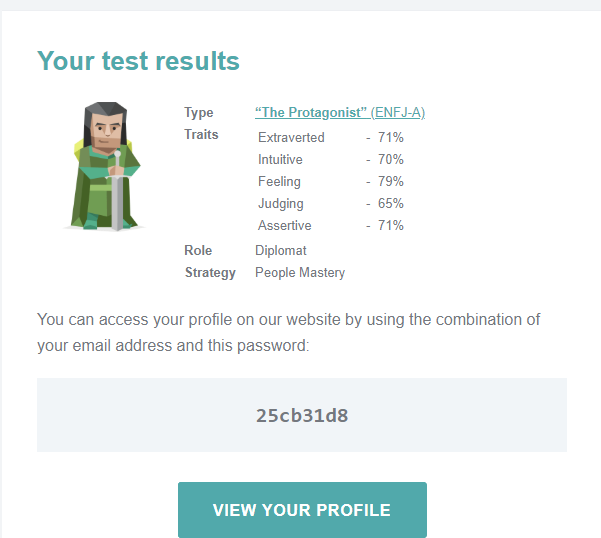 Your test results
Type “The Protagonist” (ENFJ-A)
Traits
Extraverted - 71%
Intuitive - 70%
Feeling - 79%
Judging - 65%
Assertive - 71%
Role Diplomat
Strategy People Mastery
You can access your profile on our website by using the combination of
your email address and this password:
25cb31d8
VIEW YOUR PROFILE